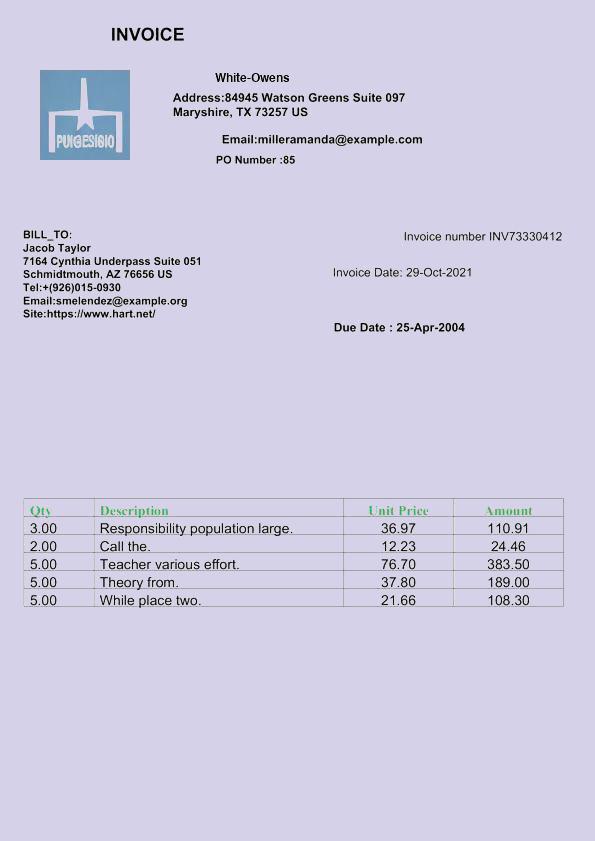 INVOICE
White-Owens
Address:84945 Watson Greens Suite 097
Maryshire, TX 73257 US
PUIGESIGIO
Email:milleramanda@example.com
PO Number :85
BILL_TO:
Jacob Taylor
7164 Cynthia Underpass Suite 051
Schmidtmouth, AZ 76656 US
Tel:+(926)015-0930
Email:smelendez@example.org
Site:https://www.hart.net/
Invoice number INV73330412
Invoice Date: 29-Oct-2021
Due Date : 25-Apr-2004
Qty Description Unit Price Amount
3.00 Responsibility population large. 36.97 110.91
2.00 Call the. 12.23 24.46
5.00 Teacher various effort. 76.70 383.50
5.00 Theory from. 37.80 189.00
5.00 While place two. 21.66 108.30